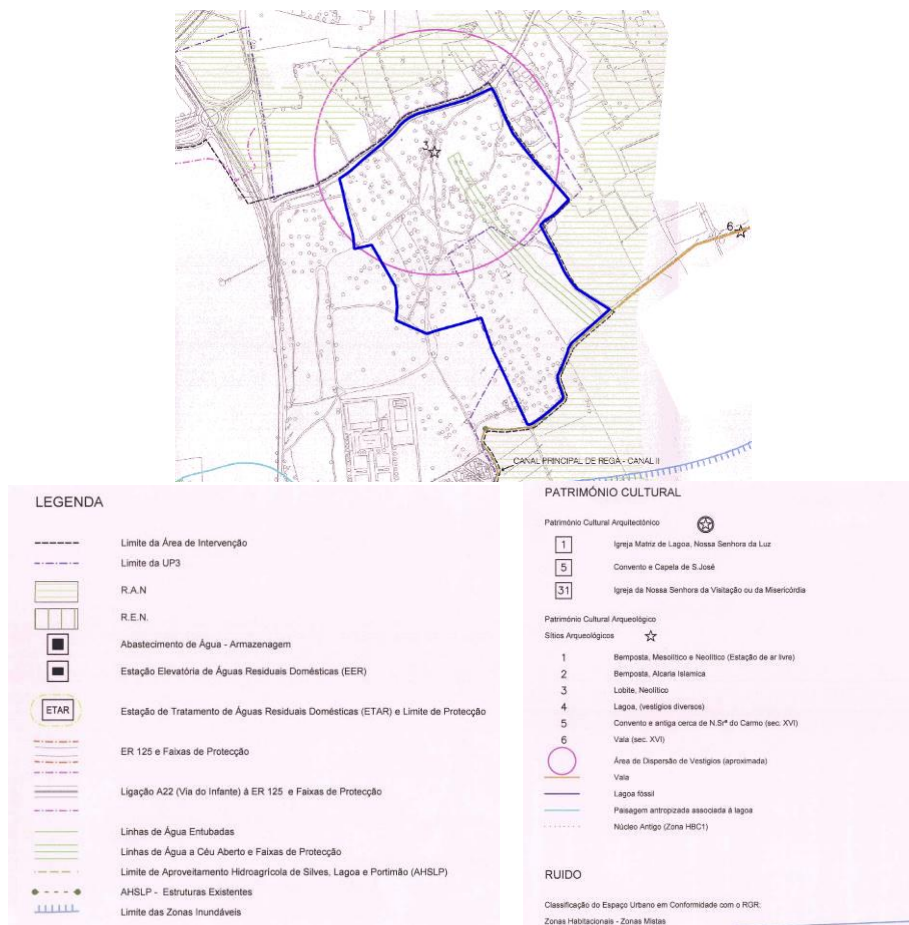 3
6
CANAL PRINCIPAL DE REGA - CANAL II
LEGENDA
Limite da Área de Intervenção
Limite da UP3
R.A.N
R.E.N.
Abastecimento de Água - Armazenagem
Estação Elevatória de Águas Residuais Domésticas (EER)
ETAR
Estação de Tratamento de Águas Residuais Domésticas (ETAR) e Limite de Protecção
ER 125 e Faixas de Protecção
Ligação A22 (Via do Infante) à ER 125 e Faixas de Protecção
Linhas de Água Entubadas
Linhas de Água a Céu Aberto e Faixas de Protecção
Limite de Aproveitamento Hidroagrícola de Silves, Lagoa e Portimão (AHSLP)
AHSLP - Estruturas Existentes
Limite das Zonas Inundáveis
PATRIMÓNIO CULTURAL
Património Cultural Arquitectónico
1 Igreja Matriz de Lagoa, Nossa Senhora da Luz
5 Convento e Capela de S.José
31 Igreja da Nossa Senhora da Visitação ou da Misericórdia
Património Cultural Arqueológico
Sítios Arqueológicos
1 Bemposta, Mesolítico e Neolítico (Estação de ar livre)
2 Bemposta, Alcaria Islamica
3 Lobite, Neolítico
4 Lagoa, (vestígios diversos)
5 Convento e antiga cerca de N.Srª do Carmo (sec. XVI)
6 Vala (sec. XVI)
Área de Dispersão de Vestígios (aproximada)
Vala
Lagoa fóssil
Paisagem antropizada associada à lagoa
Núcleo Antigo (Zona HBC1)
RUIDO
Classificação do Espaço Urbano em Conformidade com o RGR:
Zonas Habitacionais - Zonas Mistas